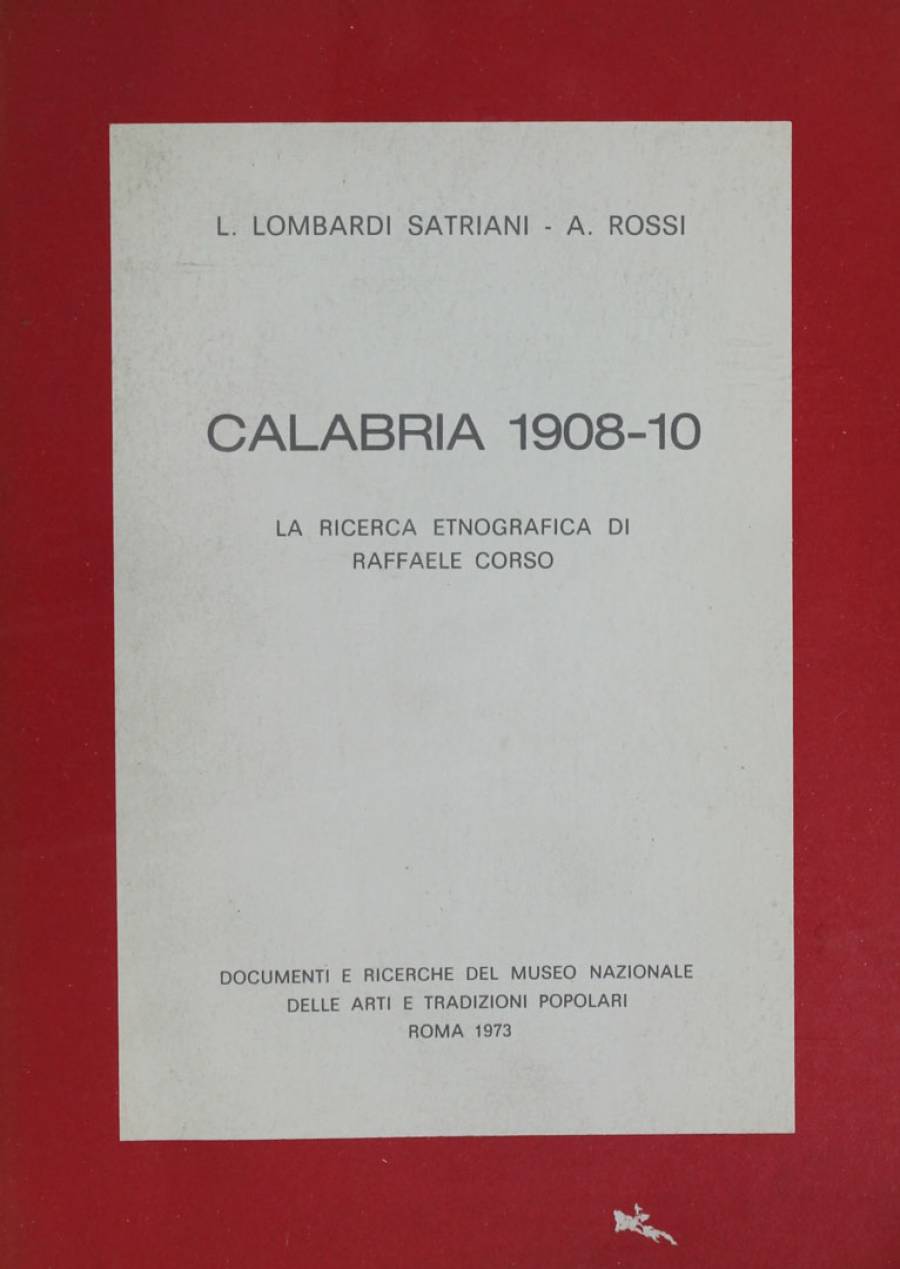 L. LOMBARDI SATRIANI - A. ROSSI
CALABRIA 1908-10
LA RICERCA ETNOGRAFICA DI
RAFFAELE CORSO
DOCUMENTI E RICERCHE DEL MUSEO NAZIONALE
DELLE ARTI E TRADIZIONI POPOLARI
ROMA 1973